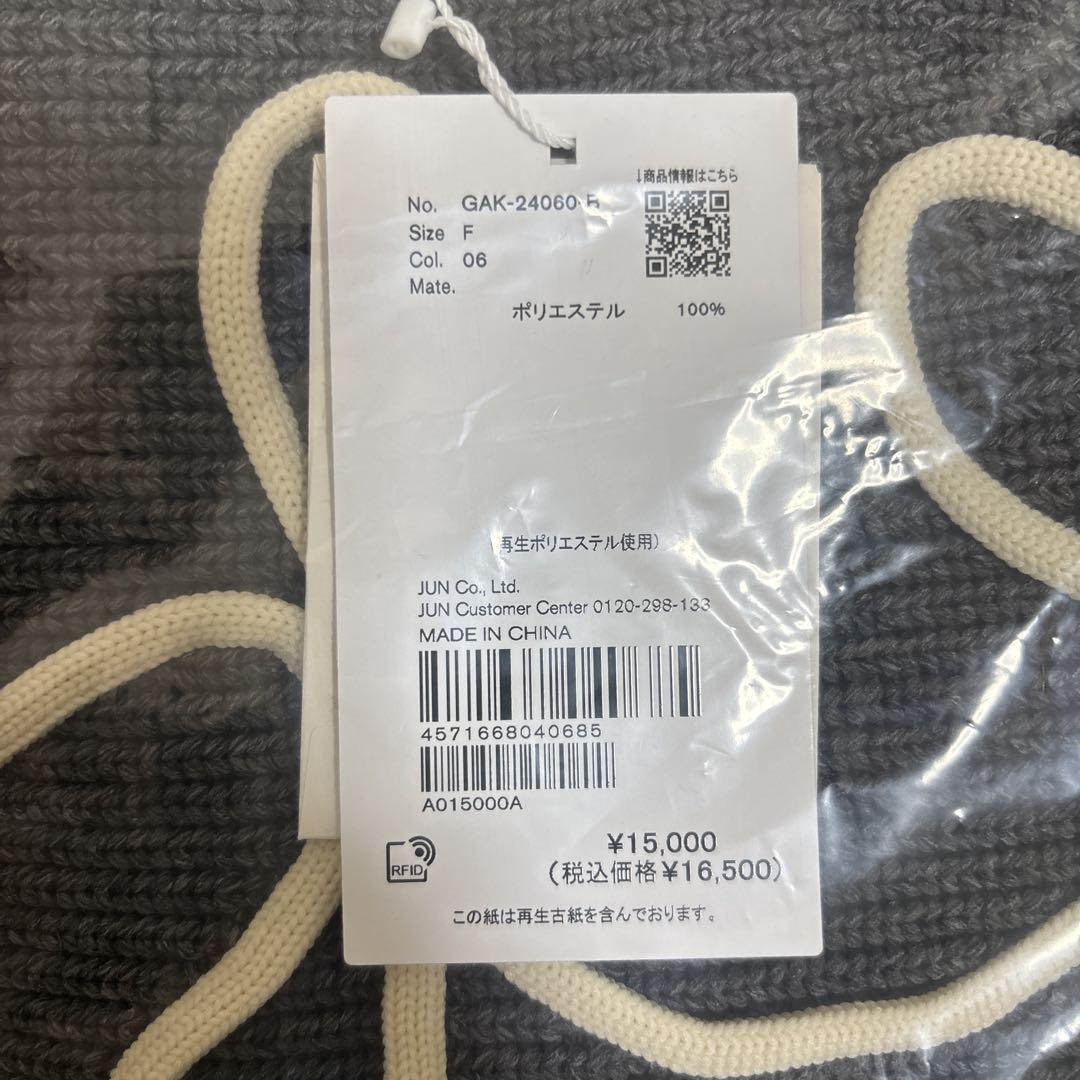 ↓商品情報はこちら
No. GAK-24060-B
Size F
Col. 06
Mate.
ポリエステル 100%
再生ポリエステル使用)
JUN Co., Ltd.
JUN Customer Center 0120-298-133
MADE IN CHINA
4571668040685
A015000A
RFID
¥15,000
(税込価格¥16,500)
この紙は再生古紙を含んでおります。